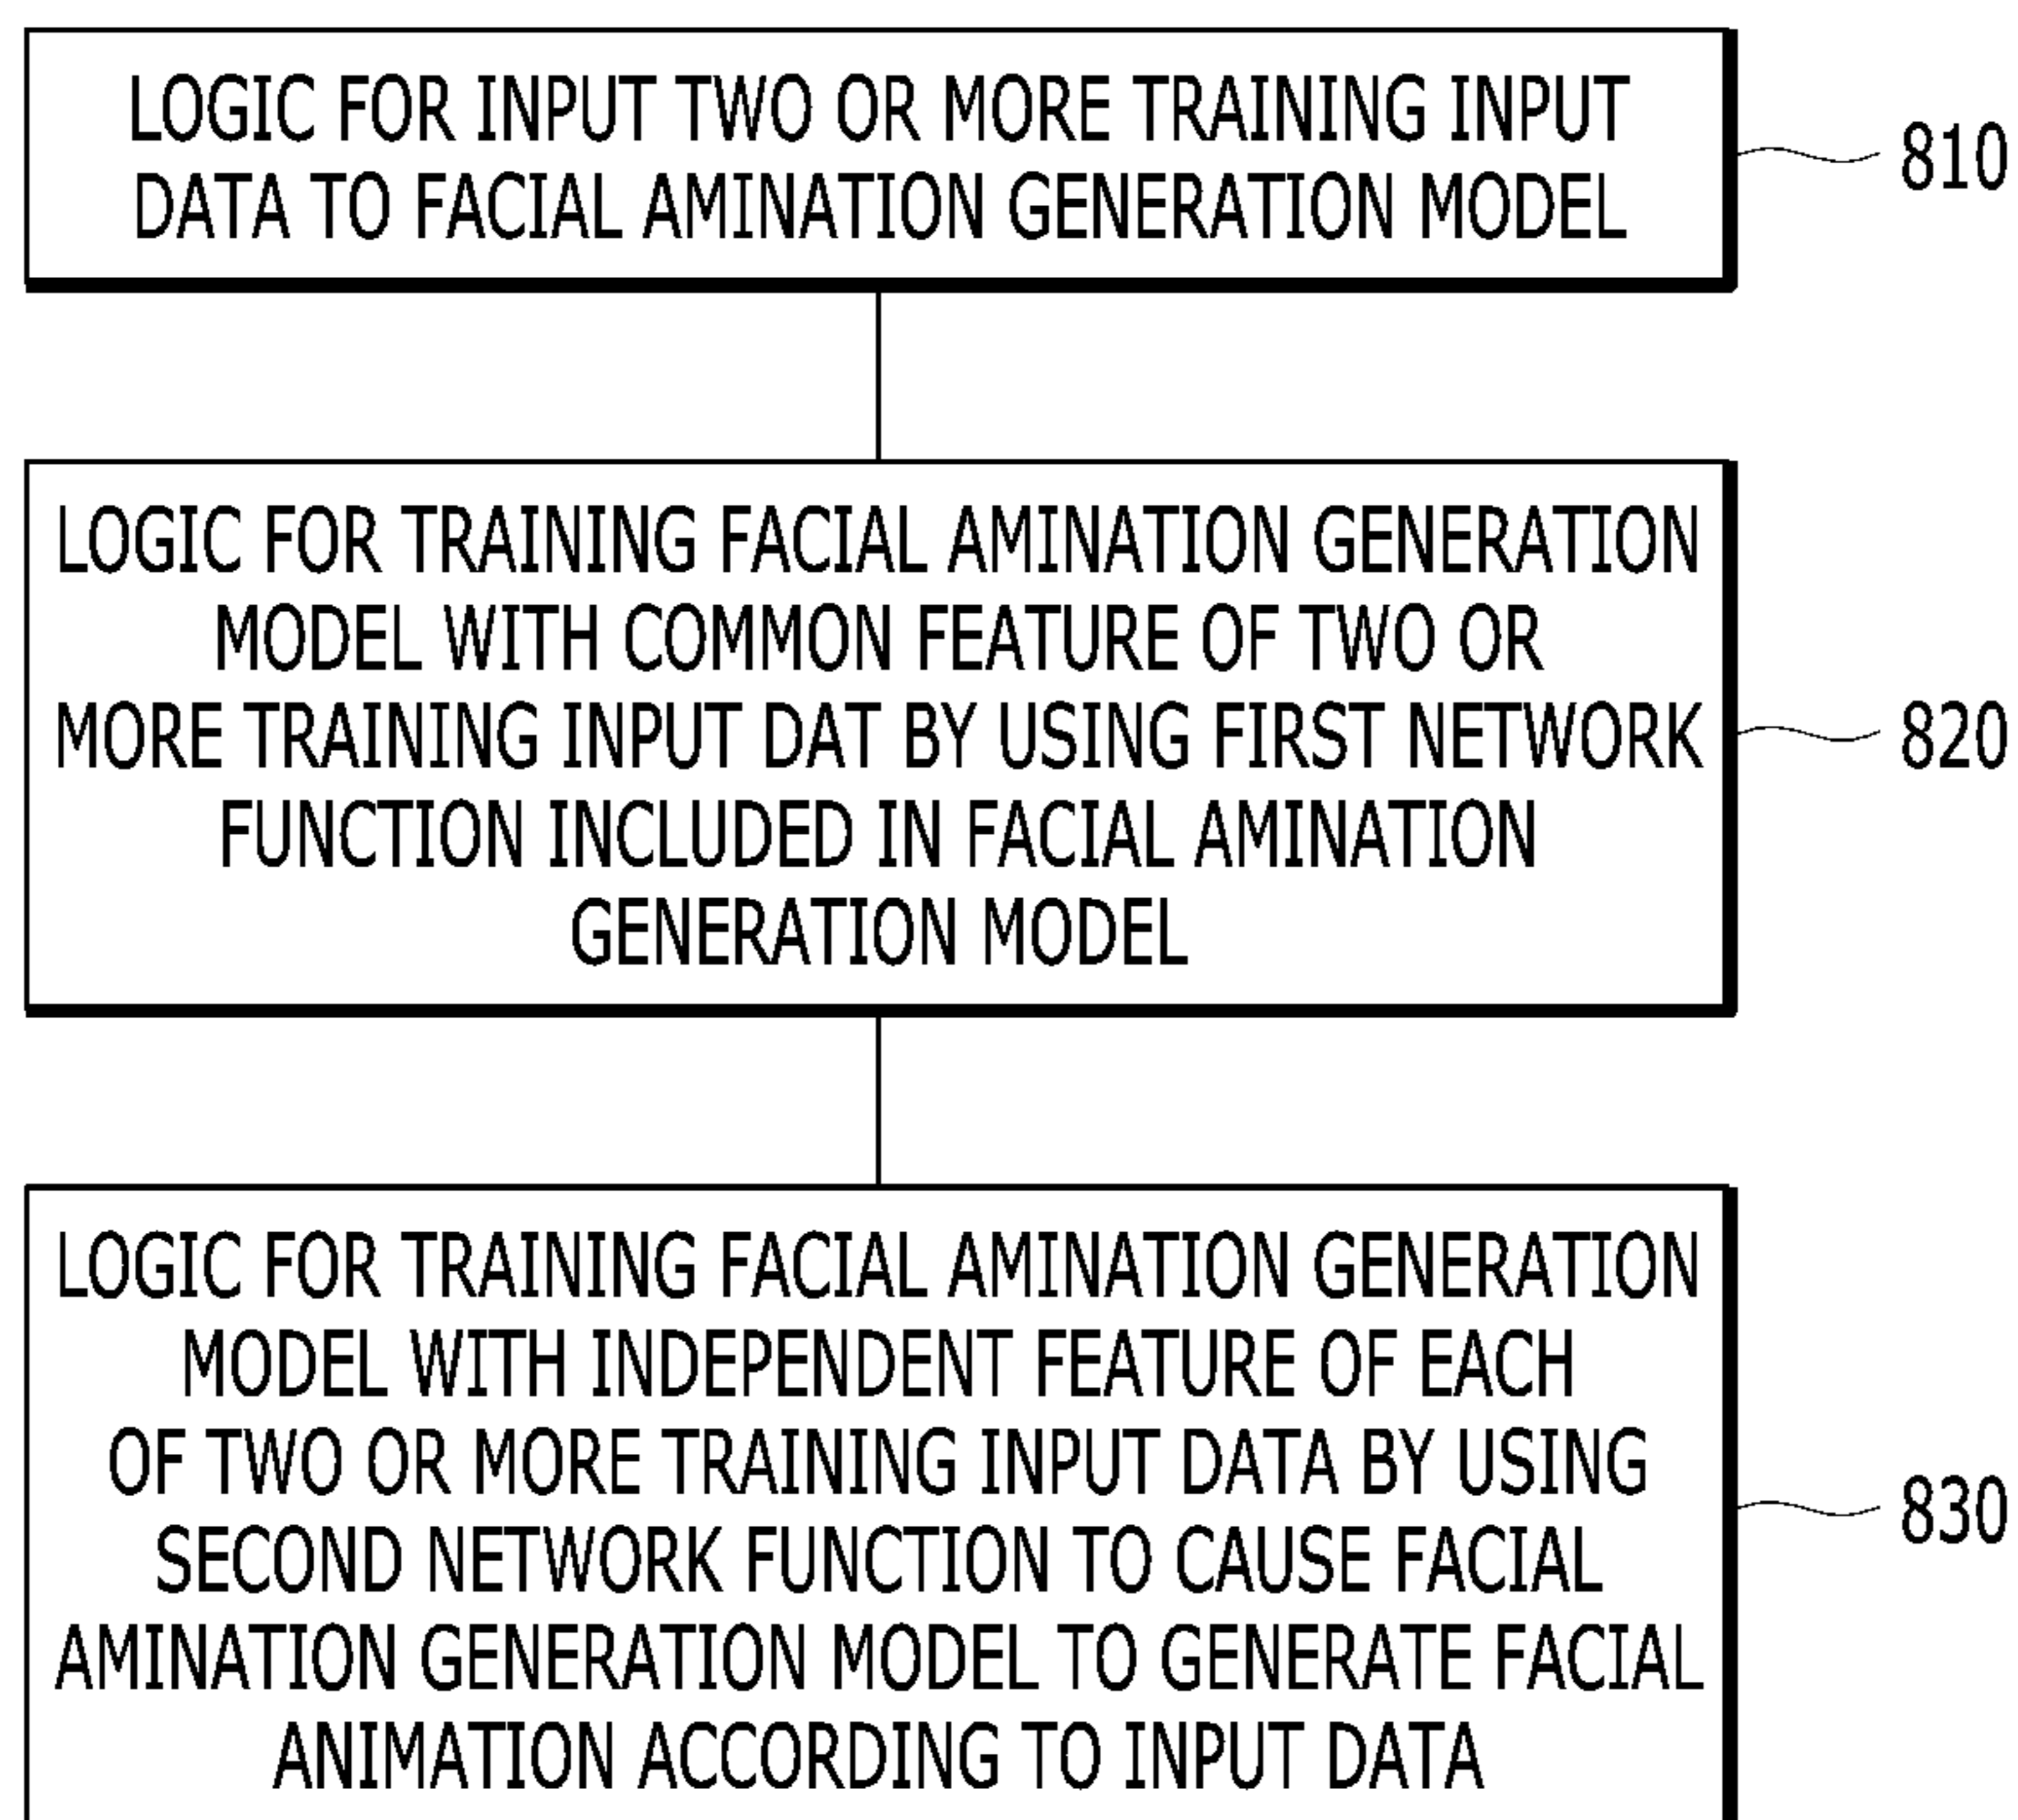 LOGIC FOR INPUT TWO OR MORE TRAINING INPUT
DATA TO FACIAL AMINATION GENERATION MODEL
810
LOGIC FOR TRAINING FACIAL AMINATION GENERATION
MODEL WITH COMMON FEATURE OF TWO OR
MORE TRAINING INPUT DAT BY USING FIRST NETWORK
FUNCTION INCLUDED IN FACIAL AMINATION
GENERATION MODEL
820
LOGIC FOR TRAINING FACIAL AMINATION GENERATION
MODEL WITH INDEPENDENT FEATURE OF EACH
OF TWO OR MORE TRAINING INPUT DATA BY USING
SECOND NETWORK FUNCTION TO CAUSE FACIAL
AMINATION GENERATION MODEL TO GENERATE FACIAL
ANIMATION ACCORDING TO INPUT DATA
830